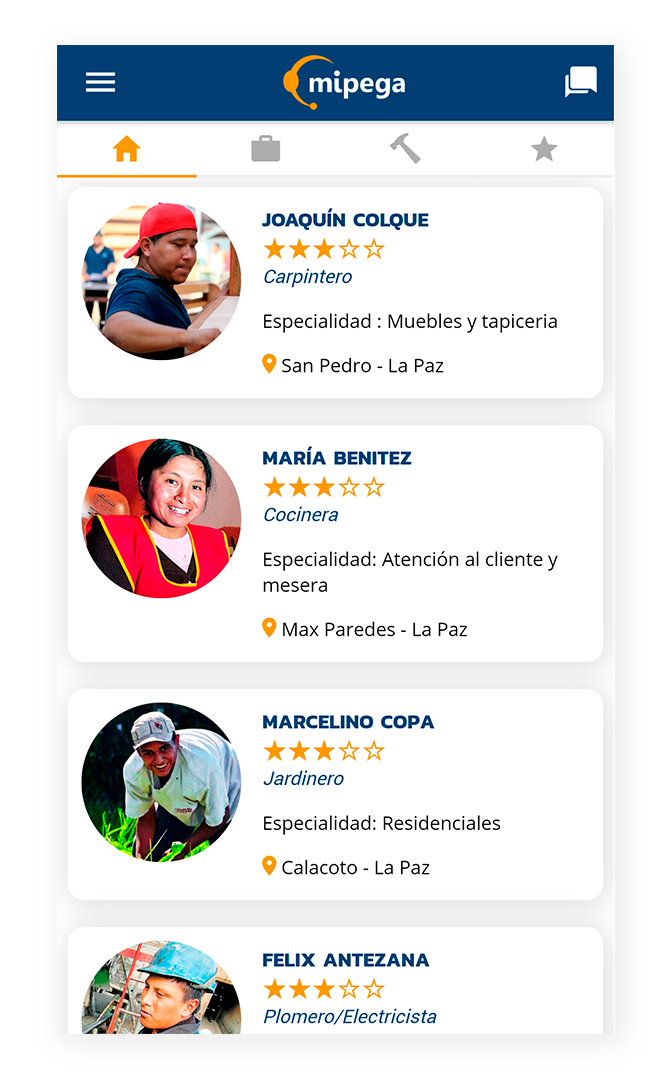 mipega
JOAQUÍN COLQUE
Carpintero
Especialidad : Muebles y tapiceria
San Pedro - La Paz
MARÍA BENITEZ
Cocinera
Especialidad: Atención al cliente y
mesera
Max Paredes - La Paz
MARCELINO COPA
Jardinero
Especialidad: Residenciales
Calacoto - La Paz
FELIX ANTEZANA
Plomero/Electricista